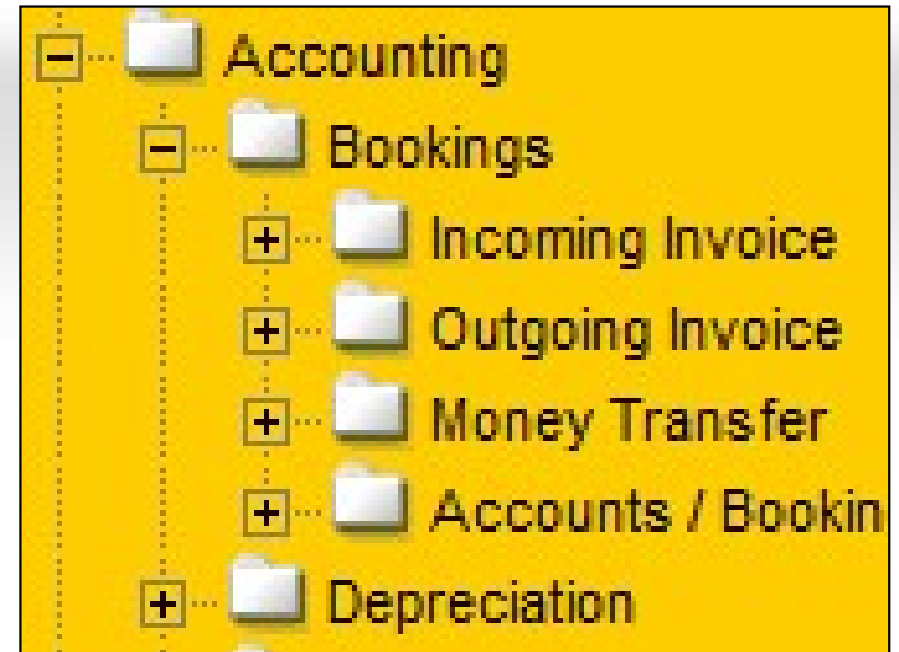 Accounting
Bookings
Incoming Invoice
Outgoing Invoice
Money Transfer
Accounts / Bookin
Depreciation